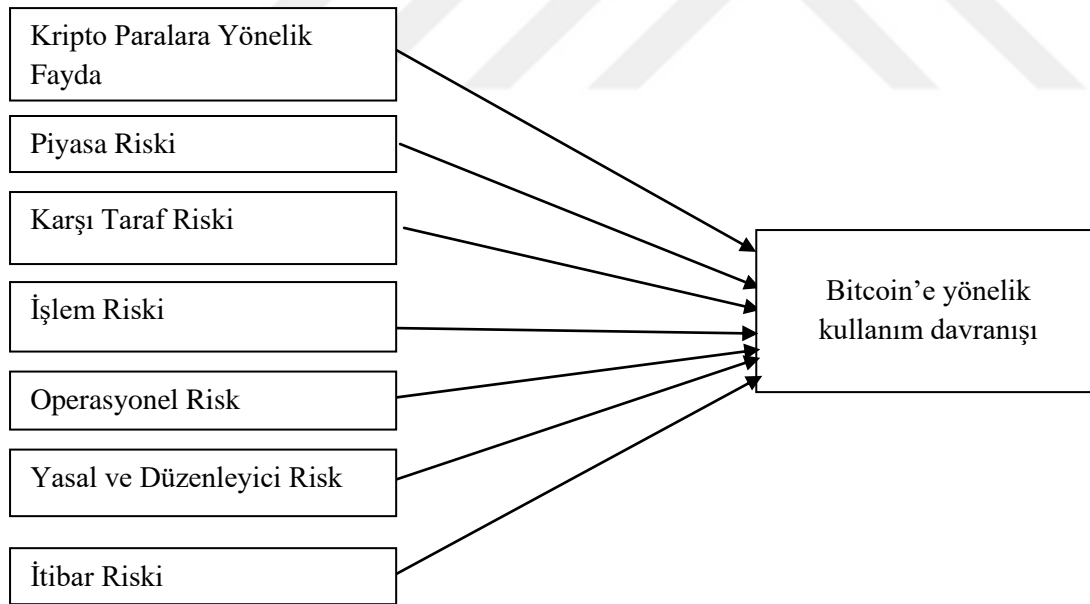 Kripto Paralara Yönelik
Fayda
Piyasa Riski
Karşı Taraf Riski
İşlem Riski
Operasyonel Risk
Yasal ve Düzenleyici Risk
İtibar Riski
Bitcoin’e yönelik
kullanım davranışı